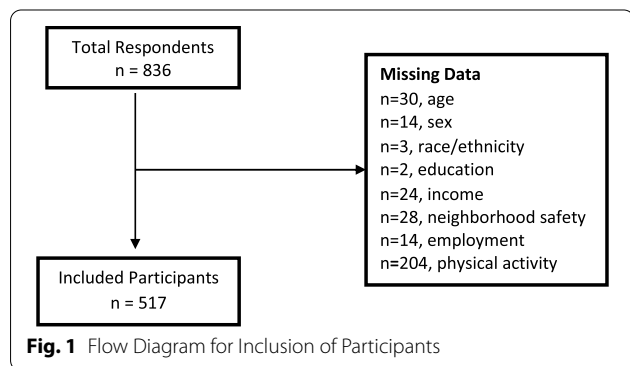 Total Respondents
n = 836
Missing Data
n=30, age
n=14, sex
n=3, race/ethnicity
n=2, education
n=24, income
n=28, neighborhood safety
n=14, employment
n=204, physical activity
Included Participants
n = 517
Fig. 1 Flow Diagram for Inclusion of Participants